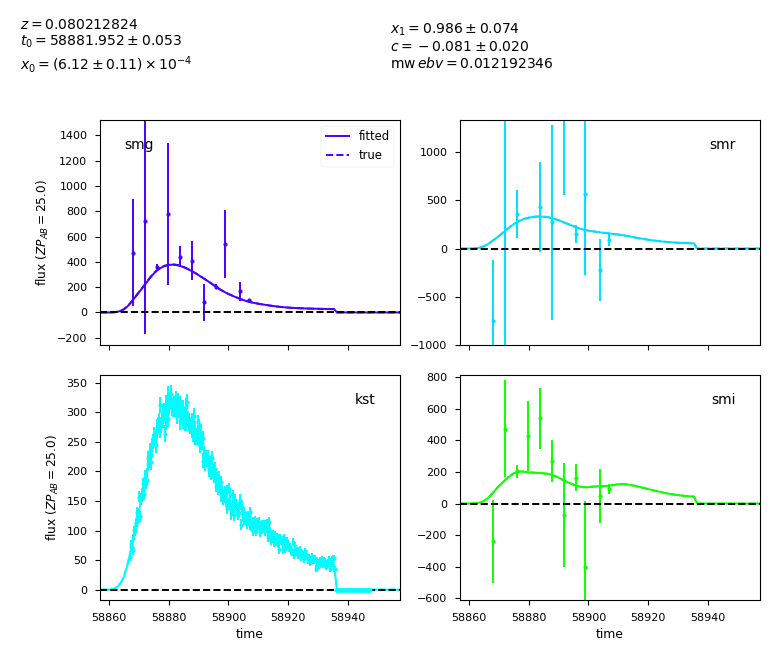 z = 0.080212824
t₀ = 58881.952 ± 0.053
x₀ = (6.12 ± 0.11) × 10⁻⁴
x₁ = 0.986 ± 0.074
c = −0.081 ± 0.020
mw ebv = 0.012192346
smg
fitted
true
1400
1200
1000
800
600
400
200
0
−200
flux (ZP_AB = 25.0)
smr
1000
500
0
−500
−1000
kst
350
300
250
200
150
100
50
0
flux (ZP_AB = 25.0)
58860 58880 58900 58920 58940
time
smi
800
600
400
200
0
−200
−400
−600
58860 58880 58900 58920 58940
time